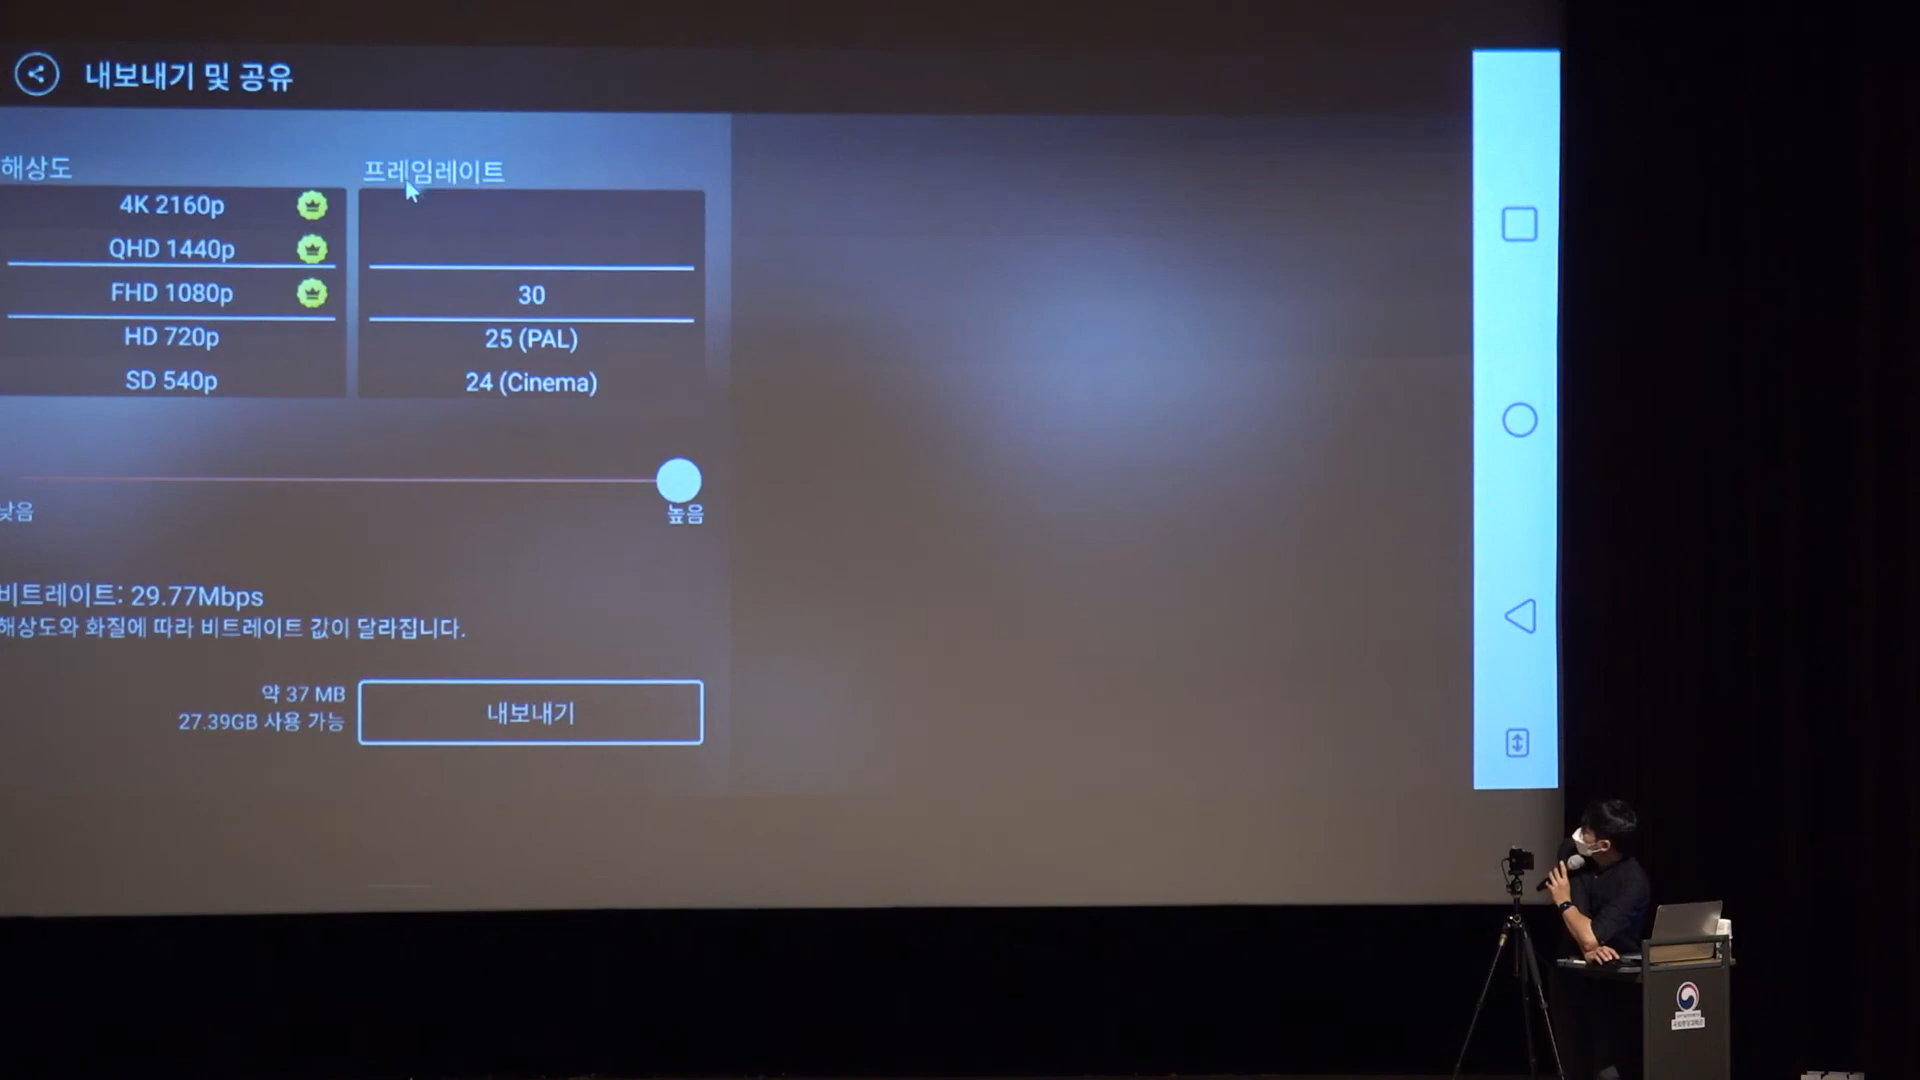 내보내기 및 공유
해상도
프레임레이트
4K 2160p
QHD 1440p
FHD 1080p
HD 720p
SD 540p
30
25 (PAL)
24 (Cinema)
낮음
높음
비트레이트: 29.77Mbps
해상도와 화질에 따라 비트레이트 값이 달라집니다.
약 37 MB
27.39GB 사용 가능
내보내기